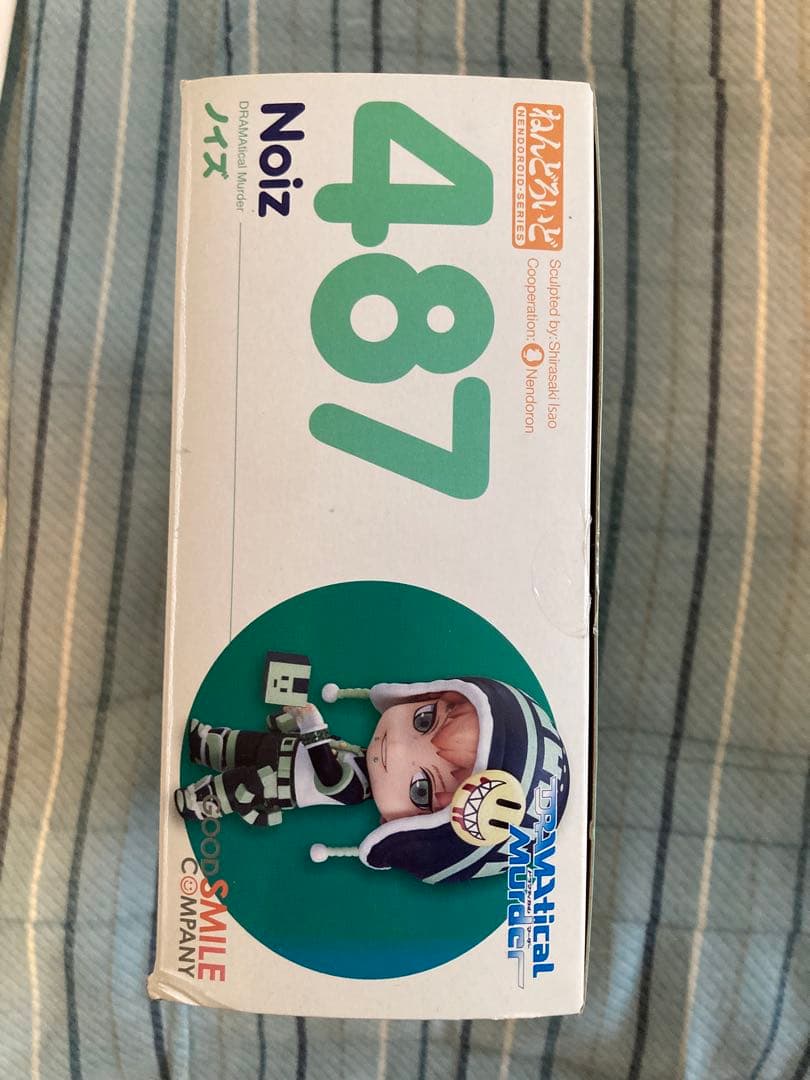 ねんどろいど
NENDOROID·SERIES
Sculpted by: Shirasaki Isao
Cooperation: Nendoron
487
Noiz
DRAMAtical Murder
ノイズ
DRAMAtical
Murder
GOOD
SMILE
COMPANY